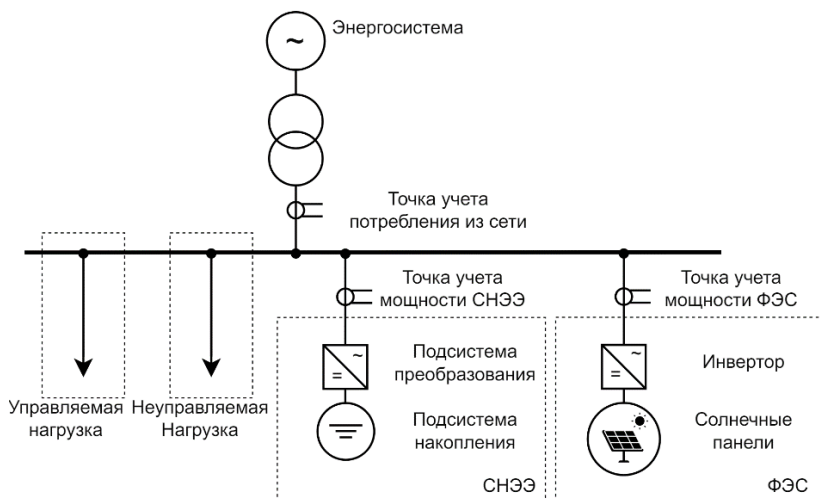 Энергосистема
~
Точка учета
потребления из сети
Точка учета
мощности СНЭЭ
Точка учета
мощности ФЭС
~
=
Подсистема
преобразования
~
=
Инвертор
Управляемая
нагрузка
Неуправляемая
Нагрузка
Подсистема
накопления
Солнечные
панели
СНЭЭ
ФЭС